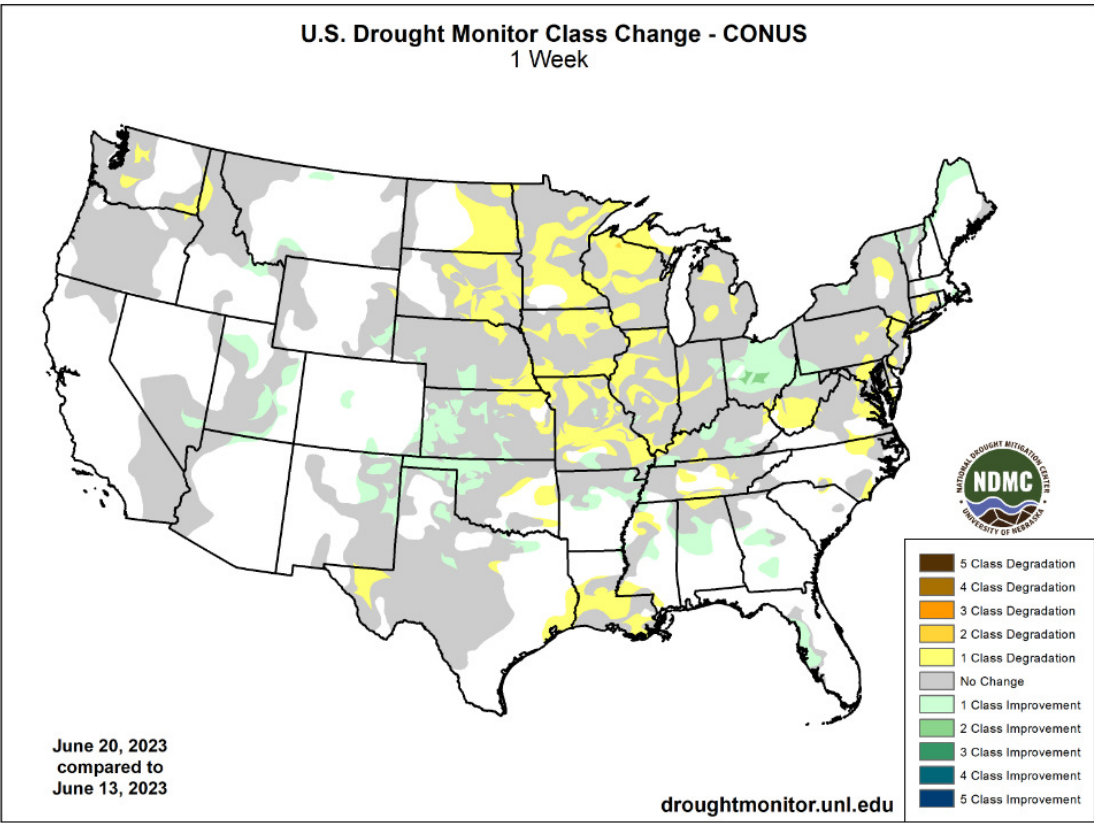 U.S. Drought Monitor Class Change - CONUS
1 Week
NATIONAL DROUGHT MITIGATION CENTER
NDMC
UNIVERSITY OF NEBRASKA
5 Class Degradation
4 Class Degradation
3 Class Degradation
2 Class Degradation
1 Class Degradation
No Change
1 Class Improvement
2 Class Improvement
3 Class Improvement
4 Class Improvement
5 Class Improvement
June 20, 2023
compared to
June 13, 2023
droughtmonitor.unl.edu